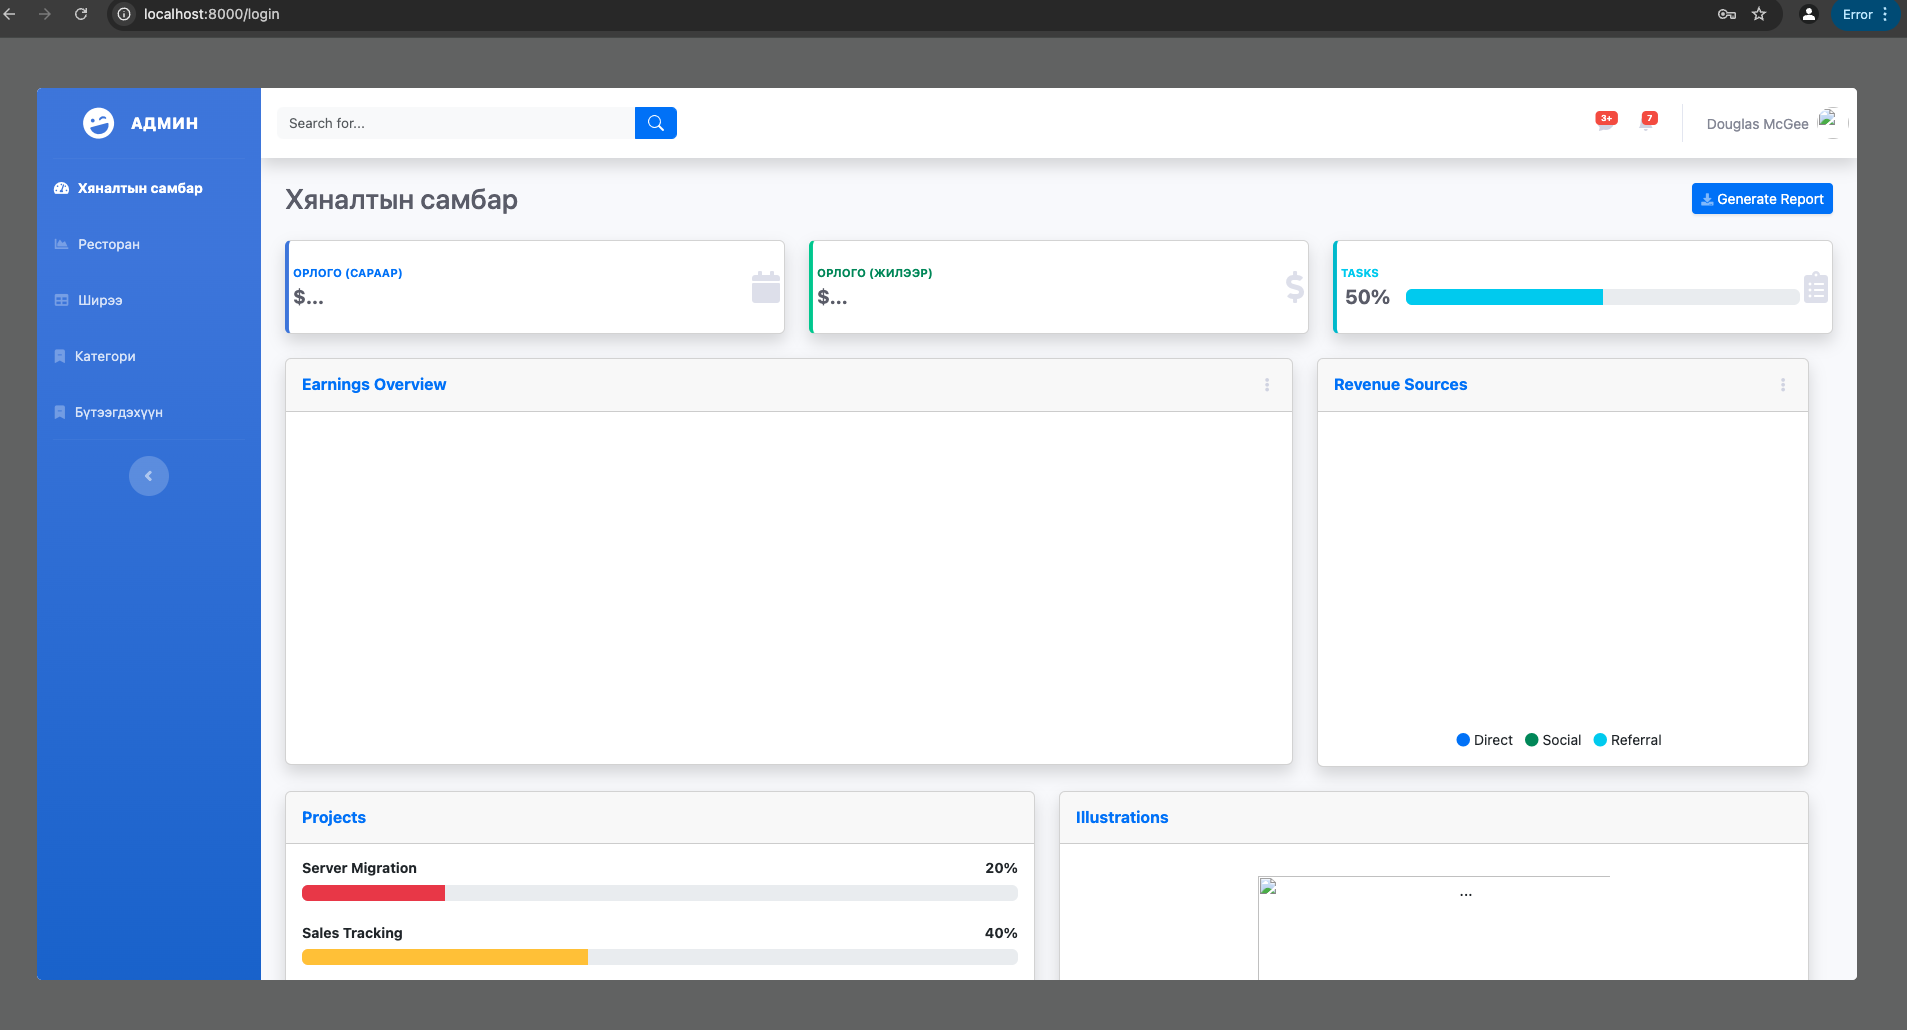 localhost:8000/login
Error
АДМИН
Search for...
3+
7
Douglas McGee
Хяналтын самбар
Ресторан
Ширээ
Категори
Бүтээгдэхүүн
Хяналтын самбар
Generate Report
ОРЛОГО (САРААР)
$...
ОРЛОГО (ЖИЛЭЭР)
$...
TASKS
50%
Earnings Overview
Revenue Sources
Direct
Social
Referral
Projects
Server Migration
20%
Sales Tracking
40%
Illustrations
...